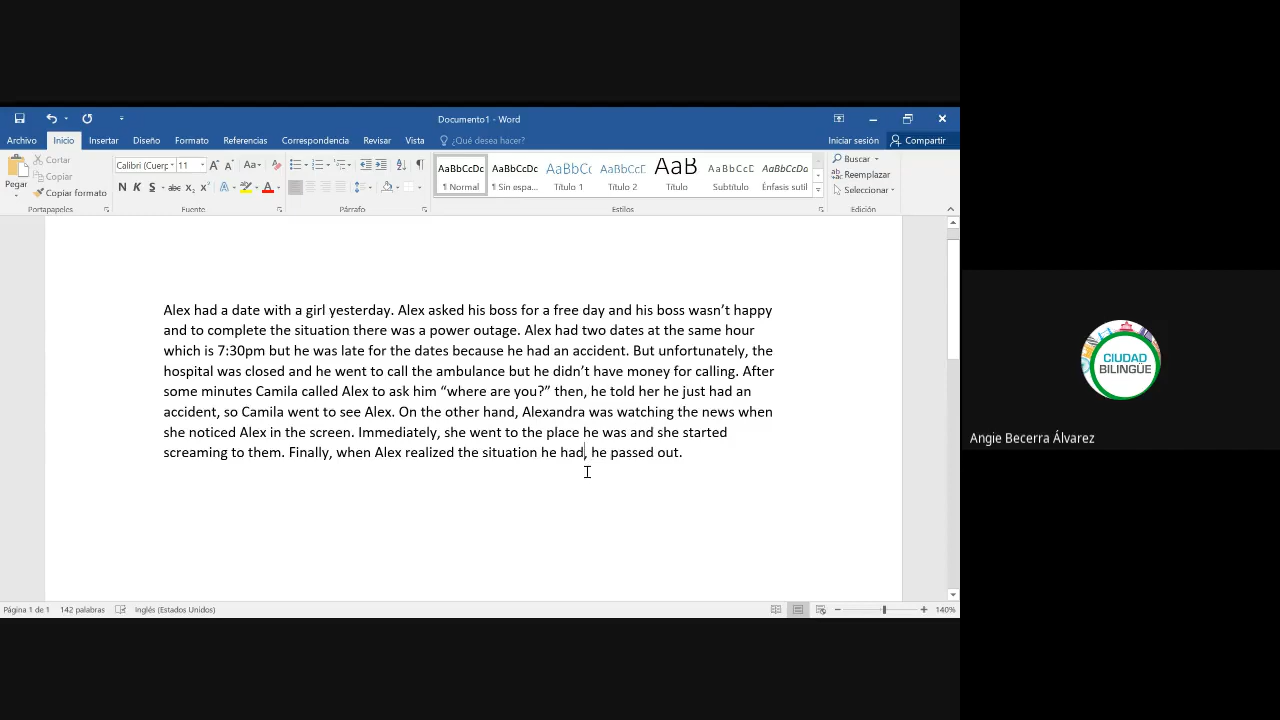 Documento1 - Word
Archivo Inicio Insertar Diseño Formato Referencias Correspondencia Revisar Vista ¿Qué desea hacer? Iniciar sesión Compartir
Pegar
Cortar
Copiar
Copiar formato
Portapapeles
Calibri (Cuerp 11
N K S abc X₂ X²
Fuente
Párrafo
AaBbCcDc AaBbCcDc AaBbCc AaBbCcE AaB AaBbCcE AaBbCcDa
¶ Normal ¶ Sin espa... Título 1 Título 2 Título Subtítulo Énfasis sutil
Estilos
Buscar
Reemplazar
Seleccionar
Edición
Alex had a date with a girl yesterday. Alex asked his boss for a free day and his boss wasn’t happy
and to complete the situation there was a power outage. Alex had two dates at the same hour
which is 7:30pm but he was late for the dates because he had an accident. But unfortunately, the
hospital was closed and he went to call the ambulance but he didn’t have money for calling. After
some minutes Camila called Alex to ask him “where are you?” then, he told her he just had an
accident, so Camila went to see Alex. On the other hand, Alexandra was watching the news when
she noticed Alex in the screen. Immediately, she went to the place he was and she started
screaming to them. Finally, when Alex realized the situation he had, he passed out.
Página 1 de 1 142 palabras Inglés (Estados Unidos) 140%
CIUDAD
BILINGÜE
Angie Becerra Álvarez